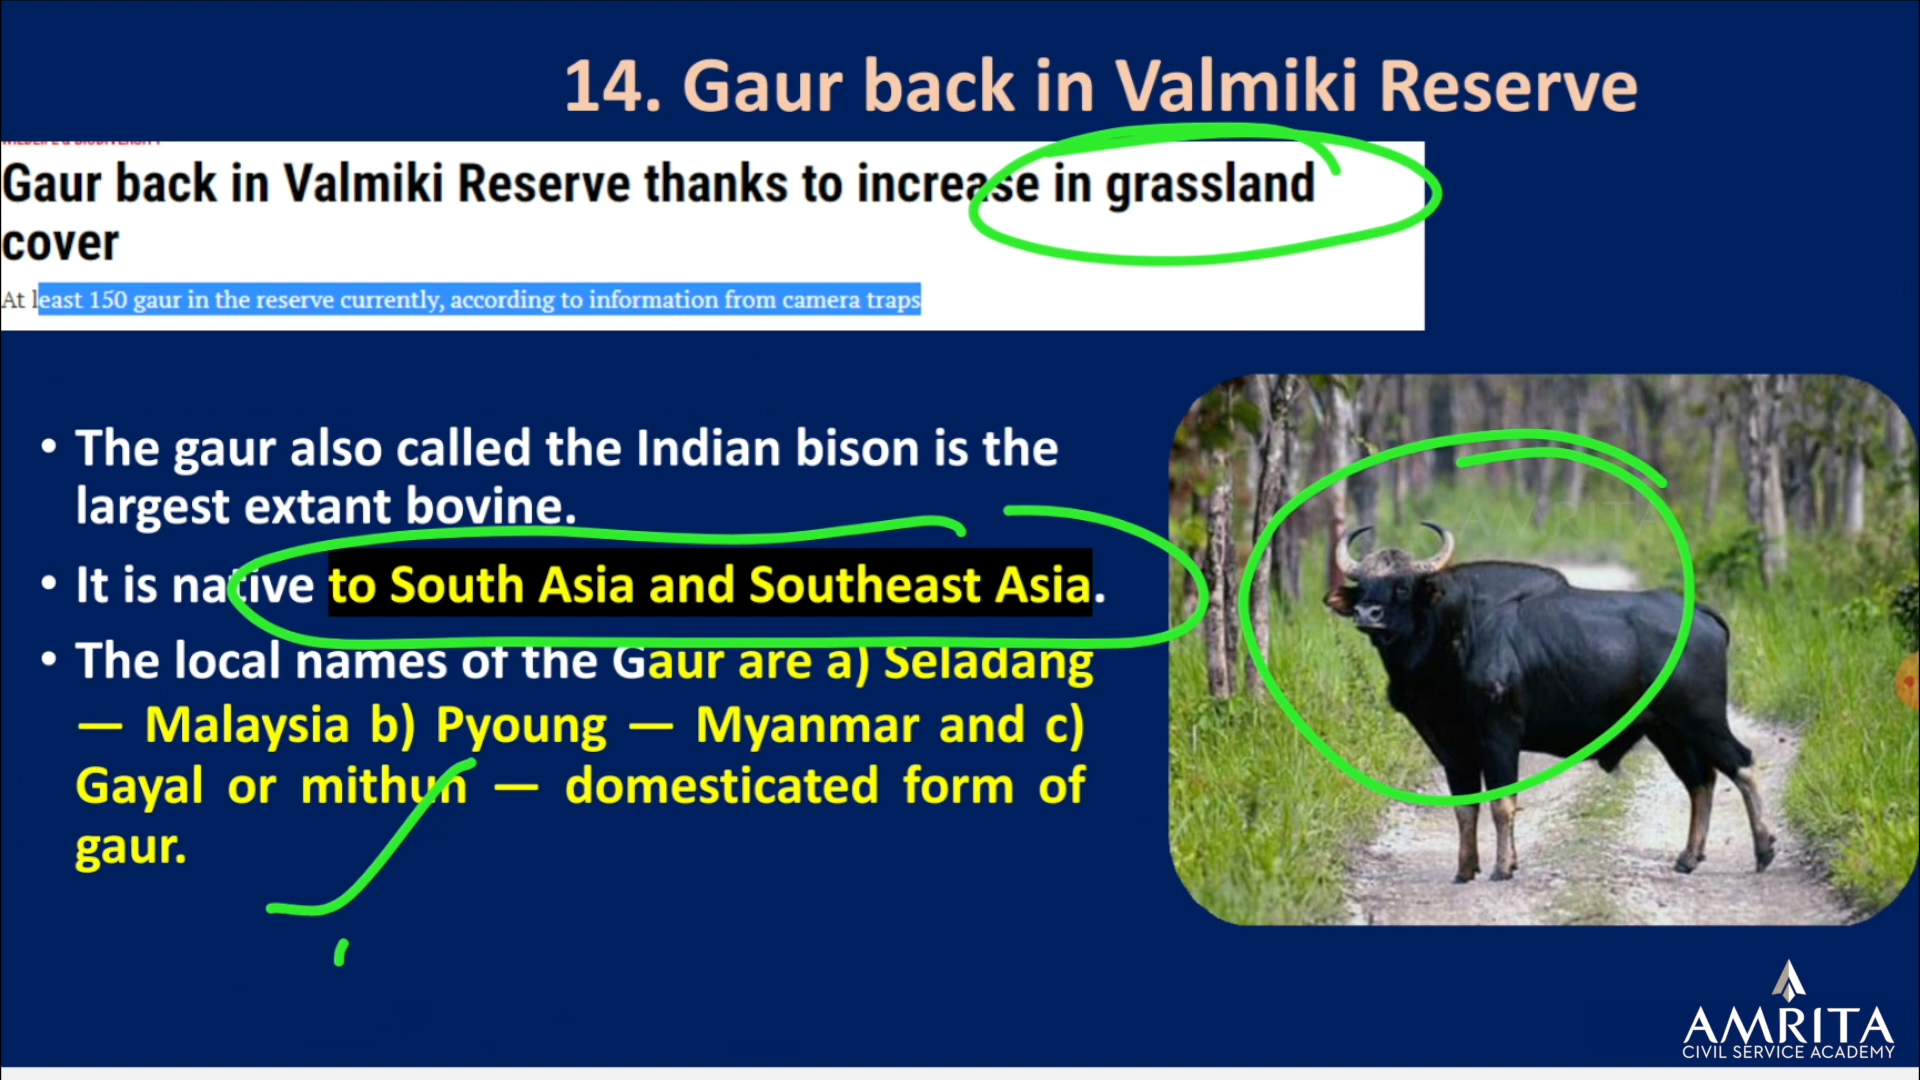 14. Gaur back in Valmiki Reserve
Gaur back in Valmiki Reserve thanks to increase in grassland
cover
At least 150 gaur in the reserve currently, according to information from camera traps
• The gaur also called the Indian bison is the
largest extant bovine.
• It is native to South Asia and Southeast Asia.
• The local names of the Gaur are a) Seladang
— Malaysia b) Pyoung — Myanmar and c)
Gayal or mithun — domesticated form of
gaur.
AMRITA
AMRITA
CIVIL SERVICE ACADEMY